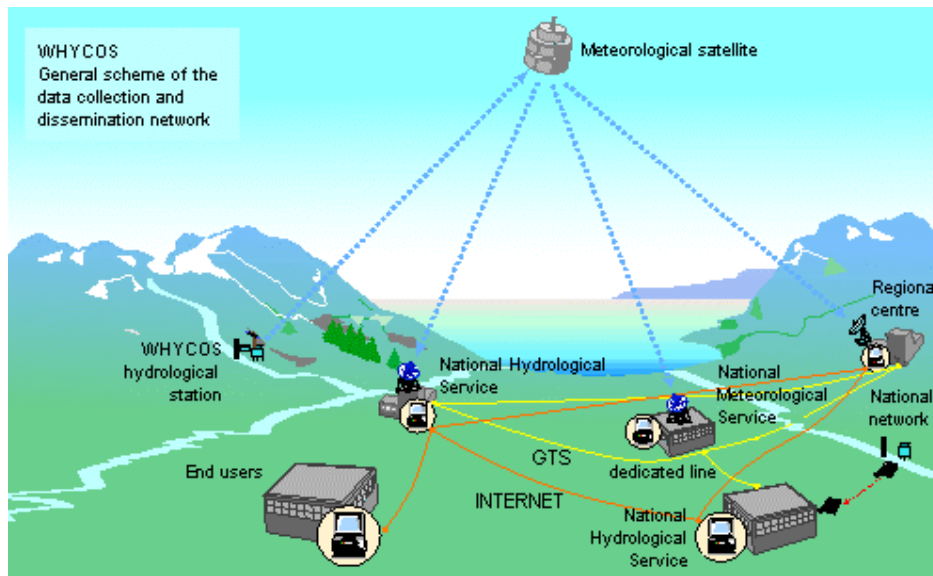 WHYCOS
General scheme of the
data collection and
dissemination network
Meteorological satellite
Regional
centre
WHYCOS
hydrological
station
National Hydrological
Service
National
Meteorological
Service
National
network
End users
GTS
dedicated line
INTERNET
National
Hydrological
Service